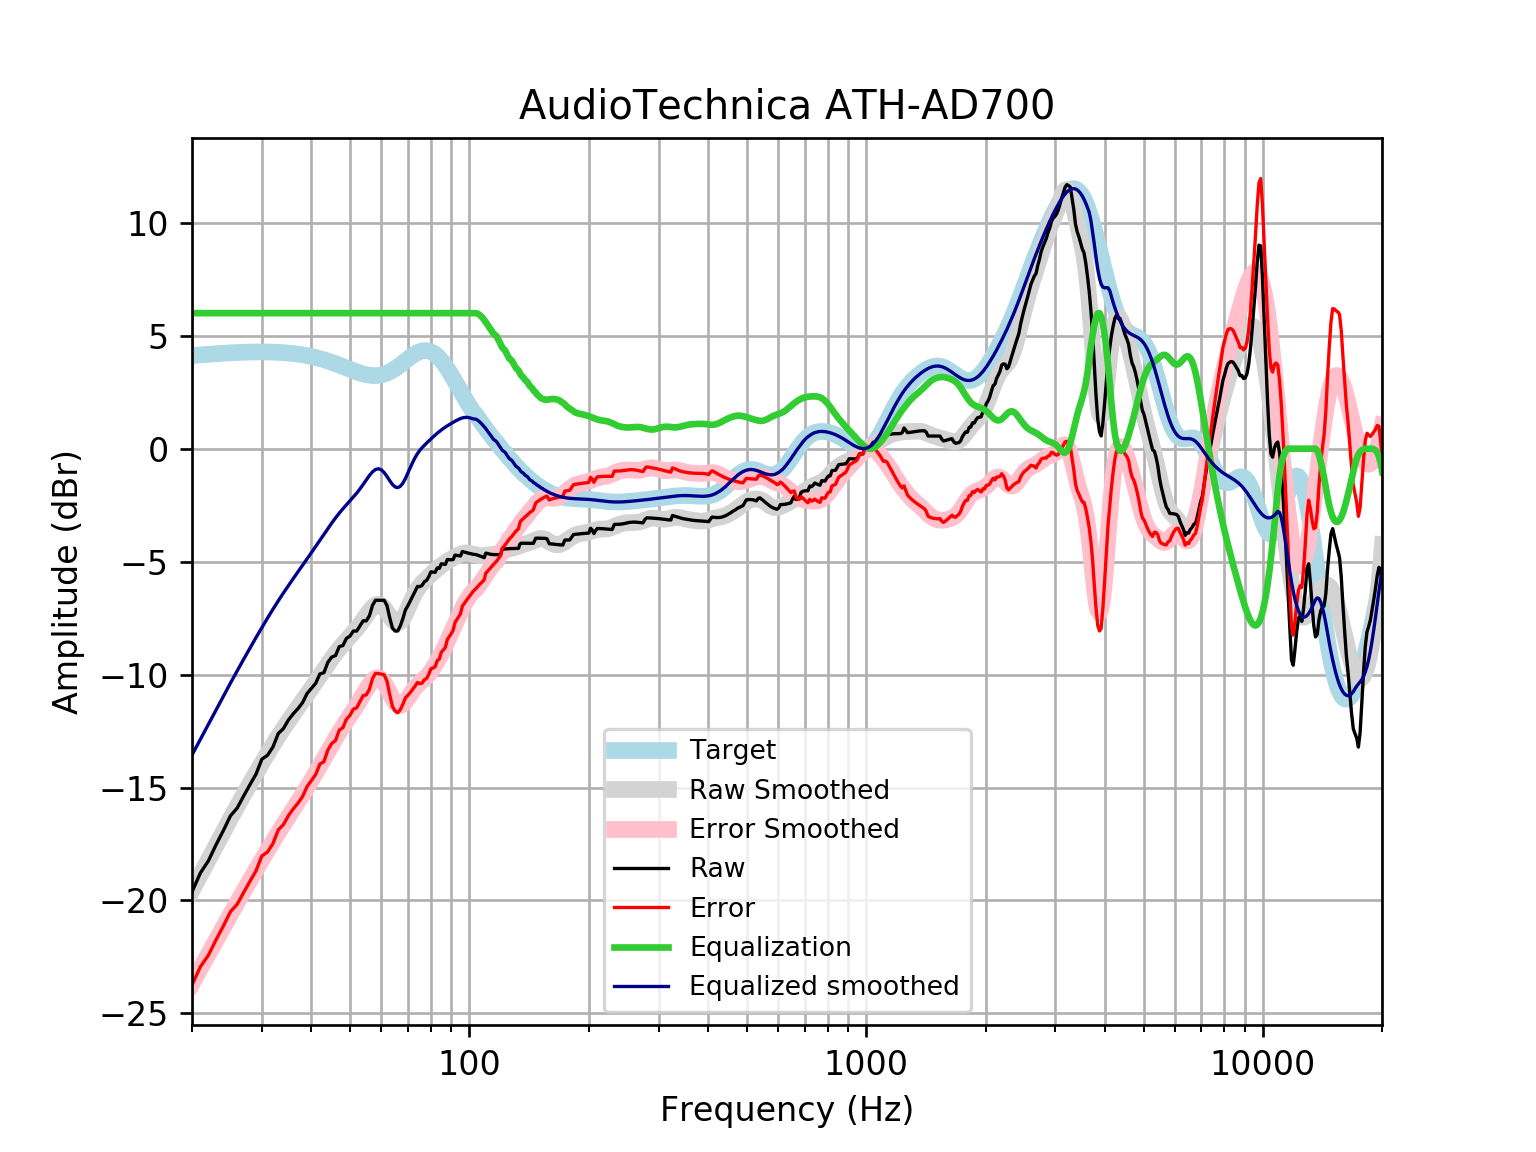 AudioTechnica ATH-AD700
Amplitude (dBr)
10
5
0
−5
−10
−15
−20
−25
Target
Raw Smoothed
Error Smoothed
Raw
Error
Equalization
Equalized smoothed
100 1000 10000
Frequency (Hz)